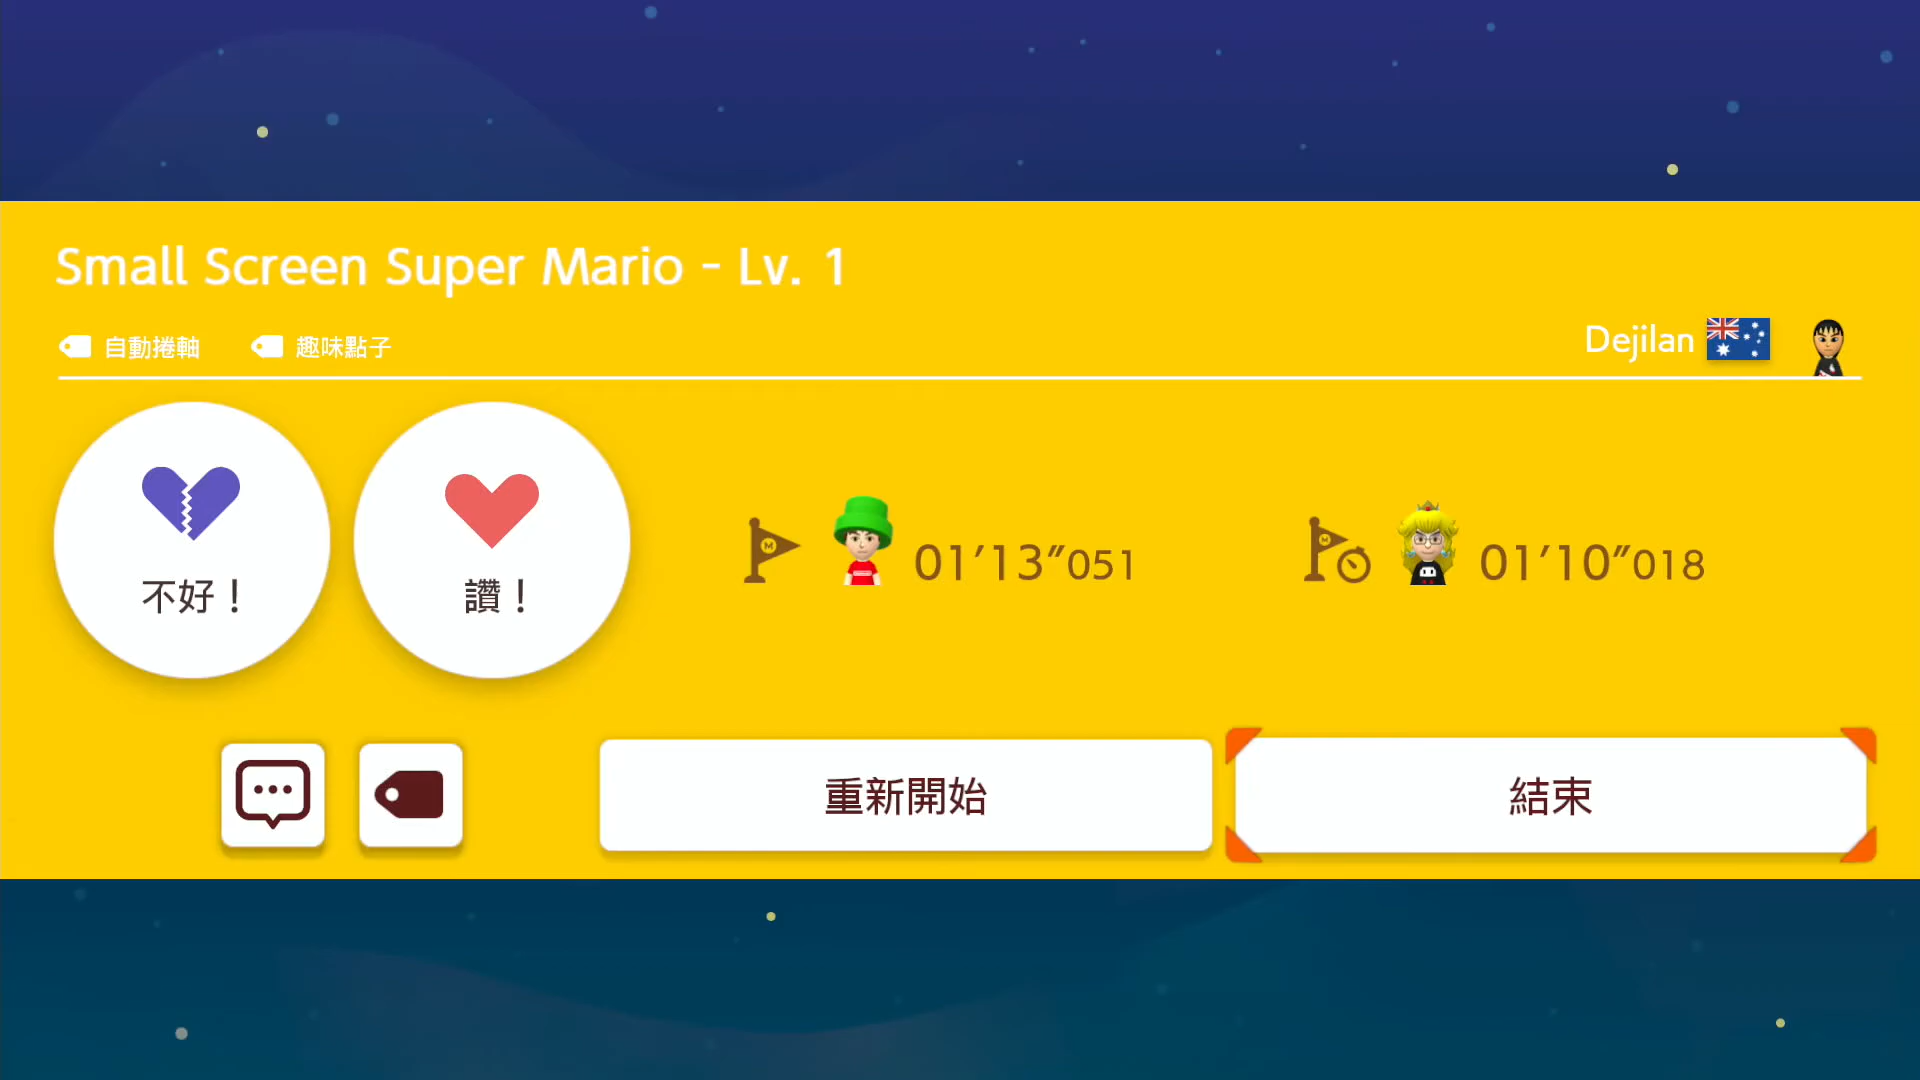 Small Screen Super Mario - Lv. 1
自動捲軸 趣味點子
Dejilan
不好！ 讚！
01′13″051 01′10″018
重新開始 結束